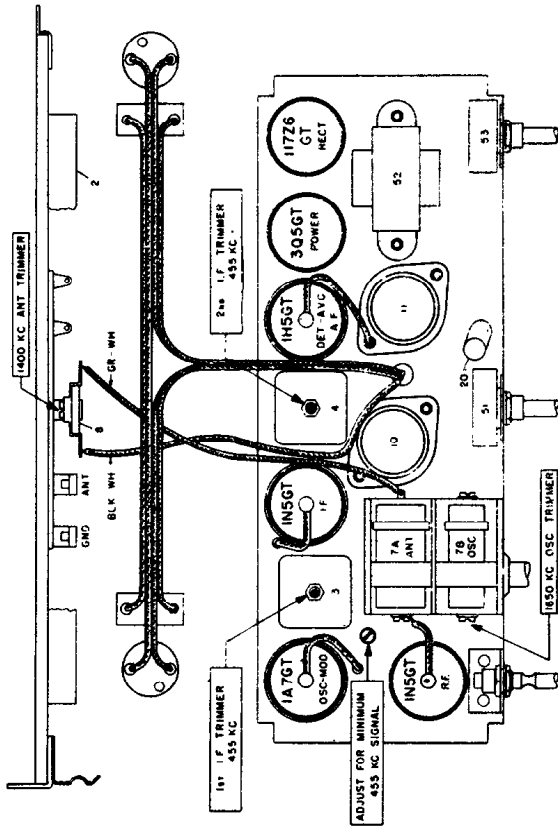 1400 KC ANT TRIMMER
2
8
GR-WH
BLK WH
ANT
GND
1st I.F TRIMMER
455 KC
2ND I.F TRIMMER
455 KC.
1A7GT
OSC-MOD
3
1N5GT
I F
4
1H5GT
DET-AVC
A F
3Q5GT
POWER
117Z6
GT
RECT
ADJUST FOR MINIMUM
455 KC SIGNAL
1N5GT
R.F.
7A
ANT
7B
OSC
10
11
20
51
52
53
1650 KC OSC TRIMMER